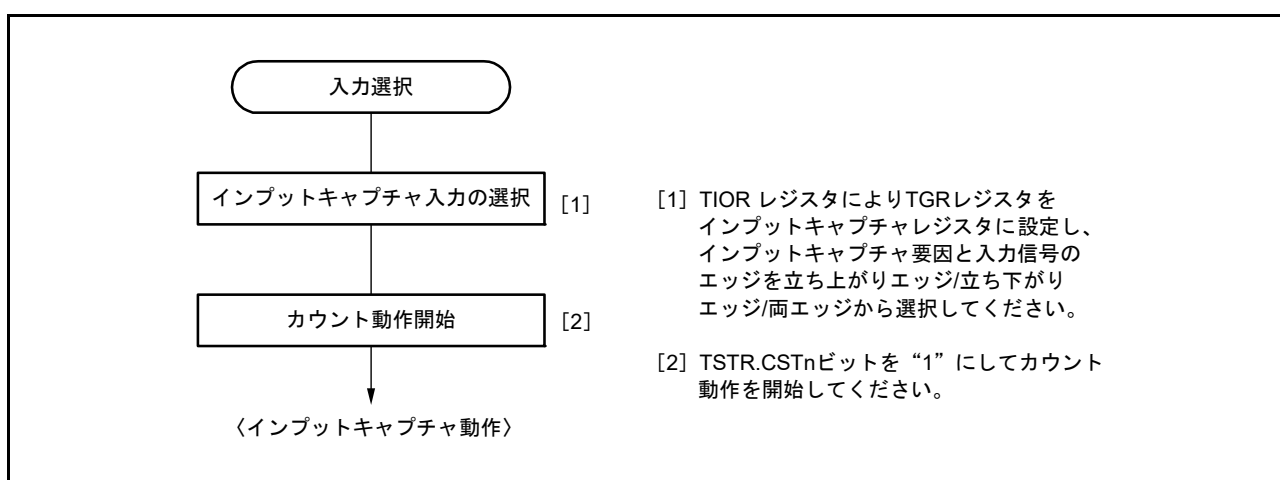 入力選択
インプットキャプチャ入力の選択 [1]
カウント動作開始 [2]
〈インプットキャプチャ動作〉
[1] TIOR レジスタによりTGRレジスタを
インプットキャプチャレジスタに設定し、
インプットキャプチャ要因と入力信号の
エッジを立ち上がりエッジ/立ち下がり
エッジ/両エッジから選択してください。
[2] TSTR.CSTnビットを“1”にしてカウント
動作を開始してください。